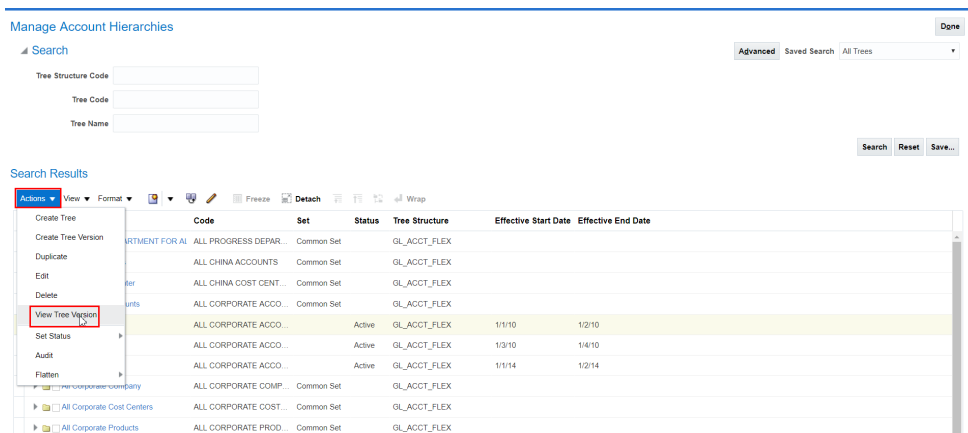 Manage Account Hierarchies
Done
Search
Advanced Saved Search All Trees
Tree Structure Code
Tree Code
Tree Name
Search Reset Save...
Search Results
Actions View Format Freeze Detach Wrap
Code Set Status Tree Structure Effective Start Date Effective End Date
Create Tree
Create Tree Version
Duplicate
Edit
Delete
View Tree Version
Set Status
Audit
Flatten
ARTMENT FOR AL ALL PROGRESS DEPAR... Common Set GL_ACCT_FLEX
ALL CHINA ACCOUNTS Common Set GL_ACCT_FLEX
ter ALL CHINA COST CENT... Common Set GL_ACCT_FLEX
unts ALL CORPORATE ACCO... Common Set GL_ACCT_FLEX
ALL CORPORATE ACCO... Active GL_ACCT_FLEX 1/1/10 1/2/10
ALL CORPORATE ACCO... Active GL_ACCT_FLEX 1/3/10 1/4/10
ALL CORPORATE ACCO... Active GL_ACCT_FLEX 1/1/14 1/2/14
All Corporate Company ALL CORPORATE COMP... Common Set GL_ACCT_FLEX
All Corporate Cost Centers ALL CORPORATE COST... Common Set GL_ACCT_FLEX
All Corporate Products ALL CORPORATE PROD... Common Set GL_ACCT_FLEX